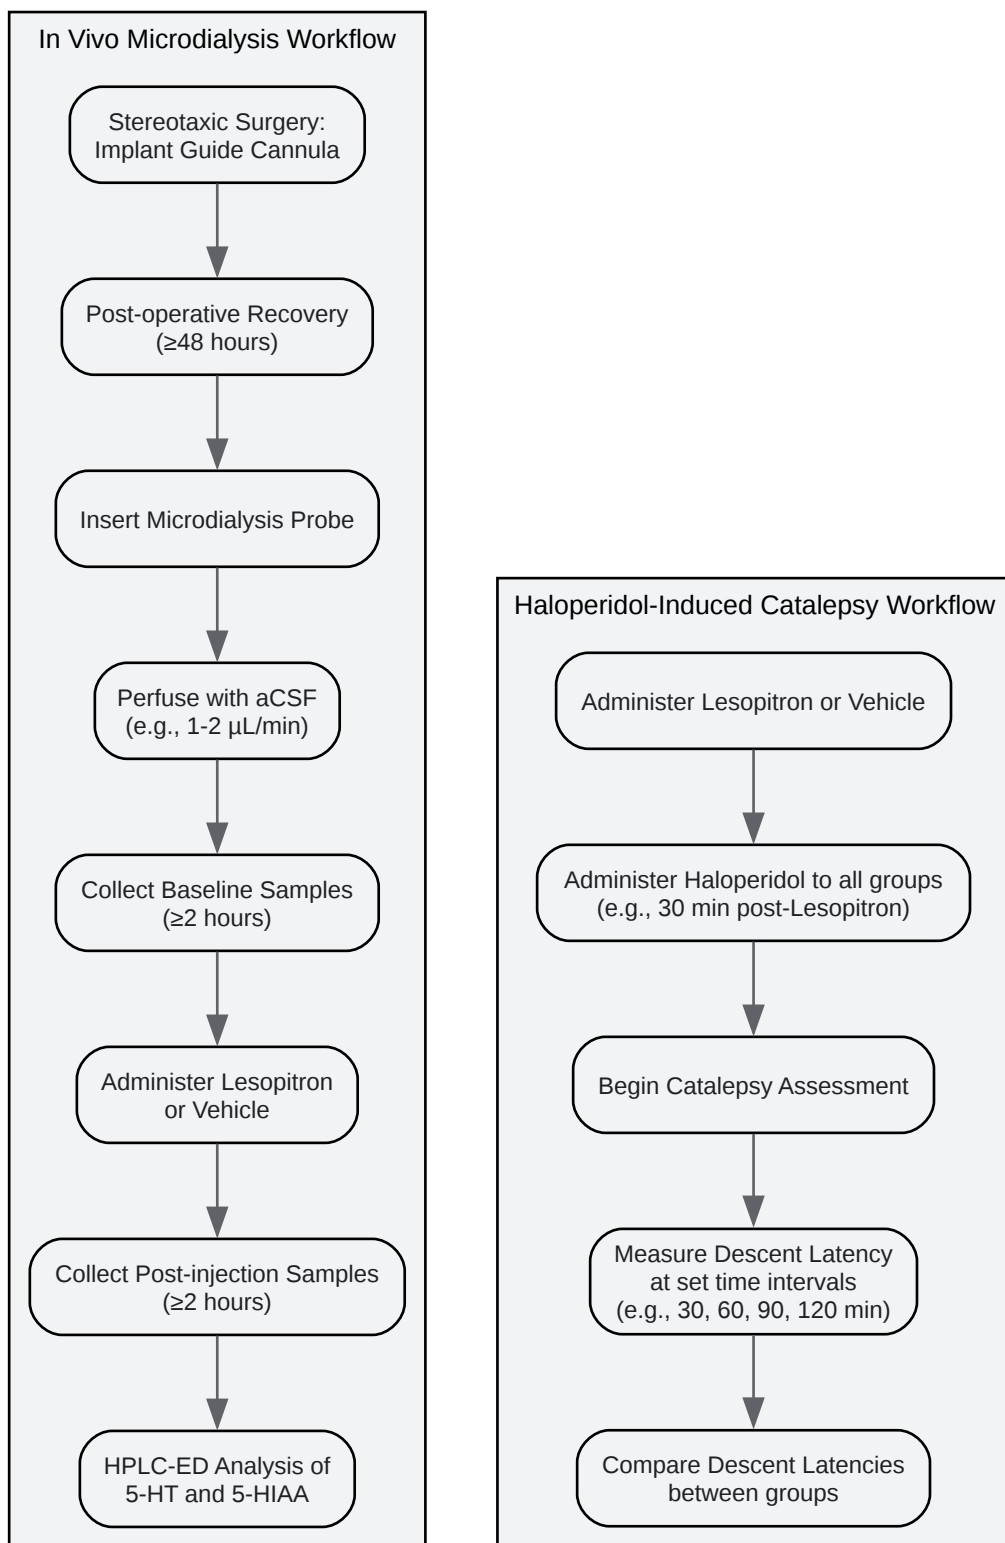 In Vivo Microdialysis Workflow
Stereotaxic Surgery:
Implant Guide Cannula
Post-operative Recovery
(≥48 hours)
Insert Microdialysis Probe
Perfuse with aCSF
(e.g., 1-2 µL/min)
Collect Baseline Samples
(≥2 hours)
Administer Lesopitron
or Vehicle
Collect Post-injection Samples
(≥2 hours)
HPLC-ED Analysis of
5-HT and 5-HIAA
Haloperidol-Induced Catalepsy Workflow
Administer Lesopitron or Vehicle
Administer Haloperidol to all groups
(e.g., 30 min post-Lesopitron)
Begin Catalepsy Assessment
Measure Descent Latency
at set time intervals
(e.g., 30, 60, 90, 120 min)
Compare Descent Latencies
between groups